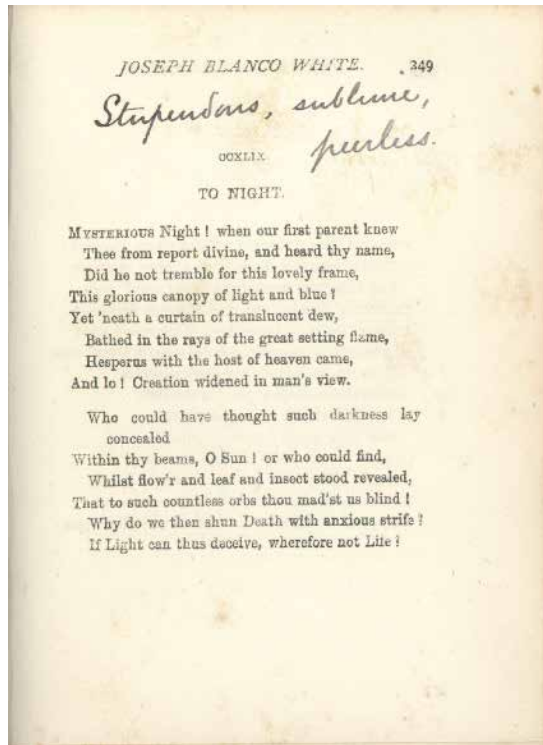 JOSEPH BLANCO WHITE. 349
Stupendous, sublime,
peerless.
CCXLIX.
TO NIGHT.
MYSTERIOUS Night! when our first parent knew
Thee from report divine, and heard thy name,
Did he not tremble for this lovely frame,
This glorious canopy of light and blue?
Yet 'neath a curtain of translucent dew,
Bathed in the rays of the great setting flame,
Hesperus with the host of heaven came,
And lo! Creation widened in man's view.
Who could have thought such darkness lay
concealed
Within thy beams, O Sun! or who could find,
Whilst flow'r and leaf and insect stood revealed,
That to such countless orbs thou mad'st us blind!
Why do we then shun Death with anxious strife?
If Light can thus deceive, wherefore not Life?